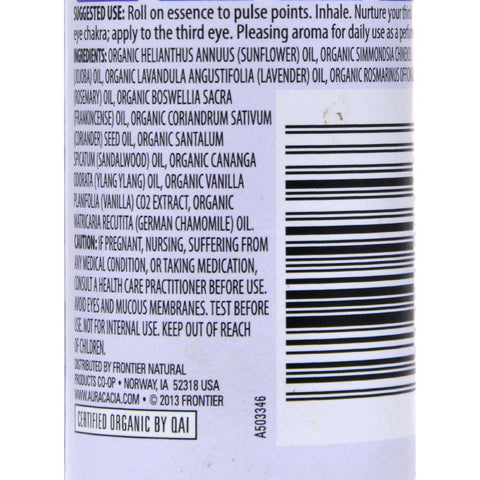 SUGGESTED USE: Roll on essence to pulse points. Inhale. Nurture your third
eye chakra; apply to the third eye. Pleasing aroma for daily use as a
INGREDIENTS: ORGANIC HELIANTHUS ANNUUS (SUNFLOWER) OIL, ORGANIC SIMMONDSIA
(JOJOBA) OIL, ORGANIC LAVANDULA ANGUSTIFOLIA (LAVENDER) OIL, ORGANIC ROSMARINUS
(ROSEMARY) OIL, ORGANIC BOSWELLIA SACRA
(FRANKINCENSE) OIL, ORGANIC CORIANDRUM SATIVUM
(CORIANDER) SEED OIL, ORGANIC SANTALUM
SPICATUM (SANDALWOOD) OIL, ORGANIC CANANGA
ODORATA (YLANG YLANG) OIL, ORGANIC VANILLA
PLANIFOLIA (VANILLA) CO2 EXTRACT, ORGANIC
MATRICARIA RECUTITA (GERMAN CHAMOMILE) OIL.
CAUTION: IF PREGNANT, NURSING, SUFFERING FROM
ANY MEDICAL CONDITION, OR TAKING MEDICATION,
CONSULT A HEALTH CARE PRACTITIONER BEFORE USE.
AVOID EYES AND MUCOUS MEMBRANES. TEST BEFORE
USE. NOT FOR INTERNAL USE. KEEP OUT OF REACH
OF CHILDREN.
DISTRIBUTED BY FRONTIER NATURAL
PRODUCTS CO-OP • NORWAY, IA 52318 USA
WWW.AURACACIA.COM • © 2013 FRONTIER
CERTIFIED ORGANIC BY QAI
A503346